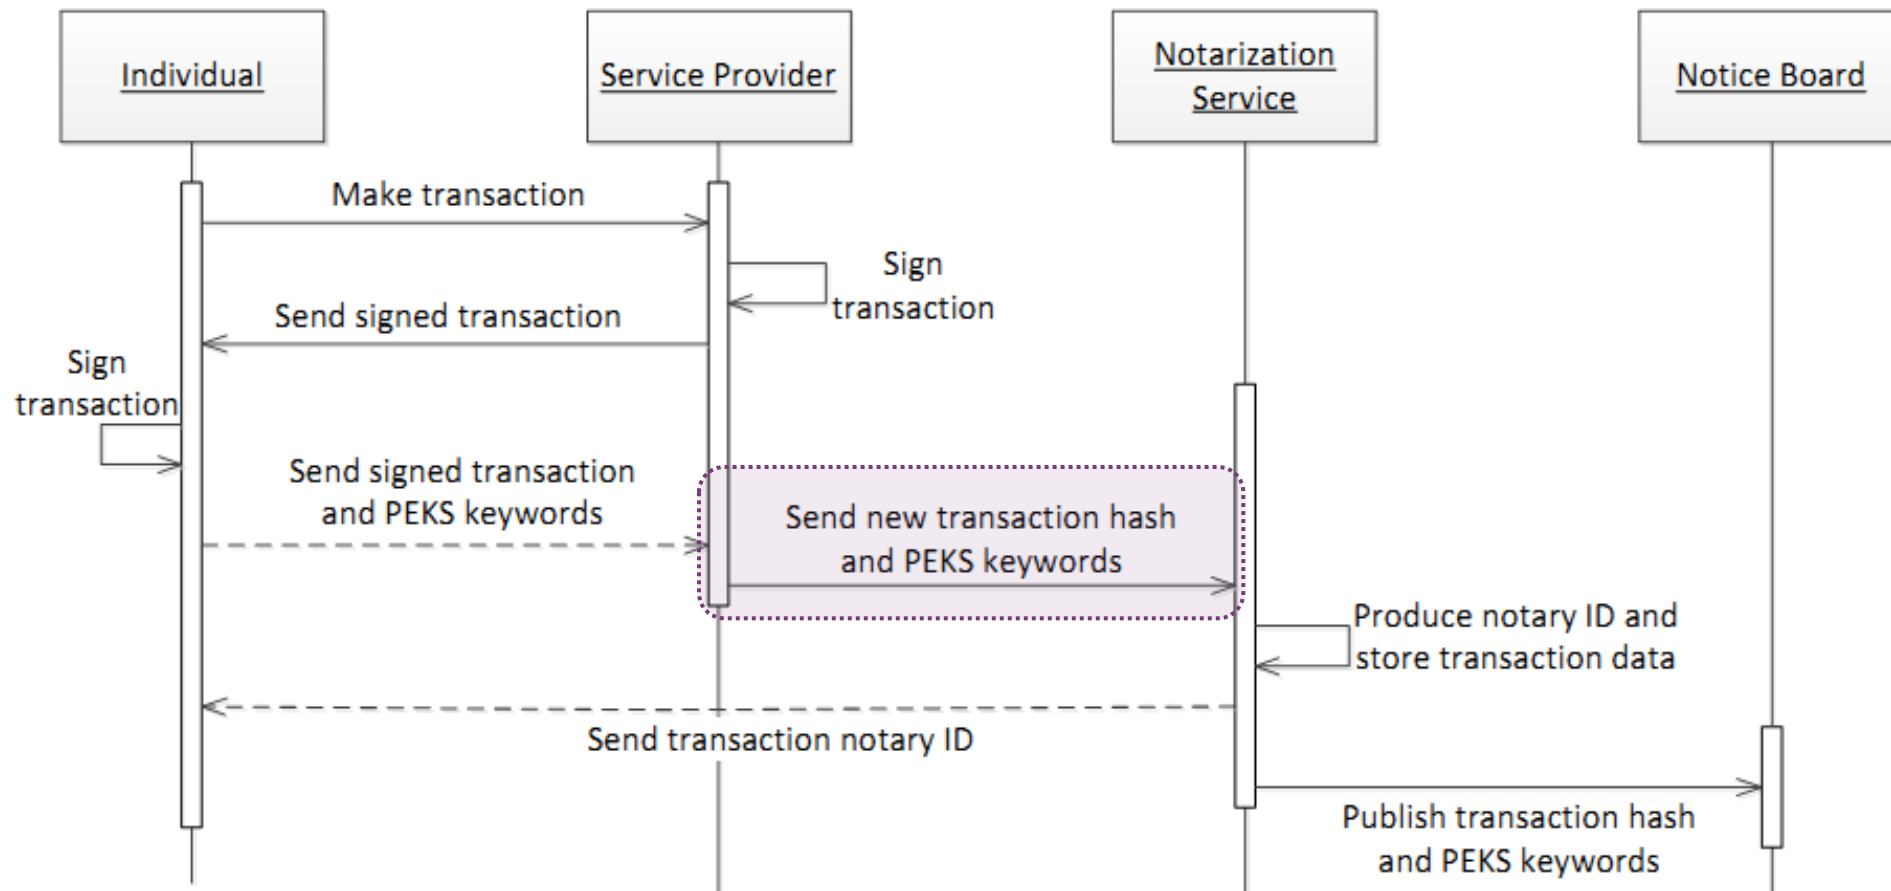 Individual
Service Provider
Notarization
Service
Notice Board
Make transaction
Sign
transaction
Send signed transaction
Sign
transaction
Send signed transaction
and PEKS keywords
Send new transaction hash
and PEKS keywords
Produce notary ID and
store transaction data
Send transaction notary ID
Publish transaction hash
and PEKS keywords